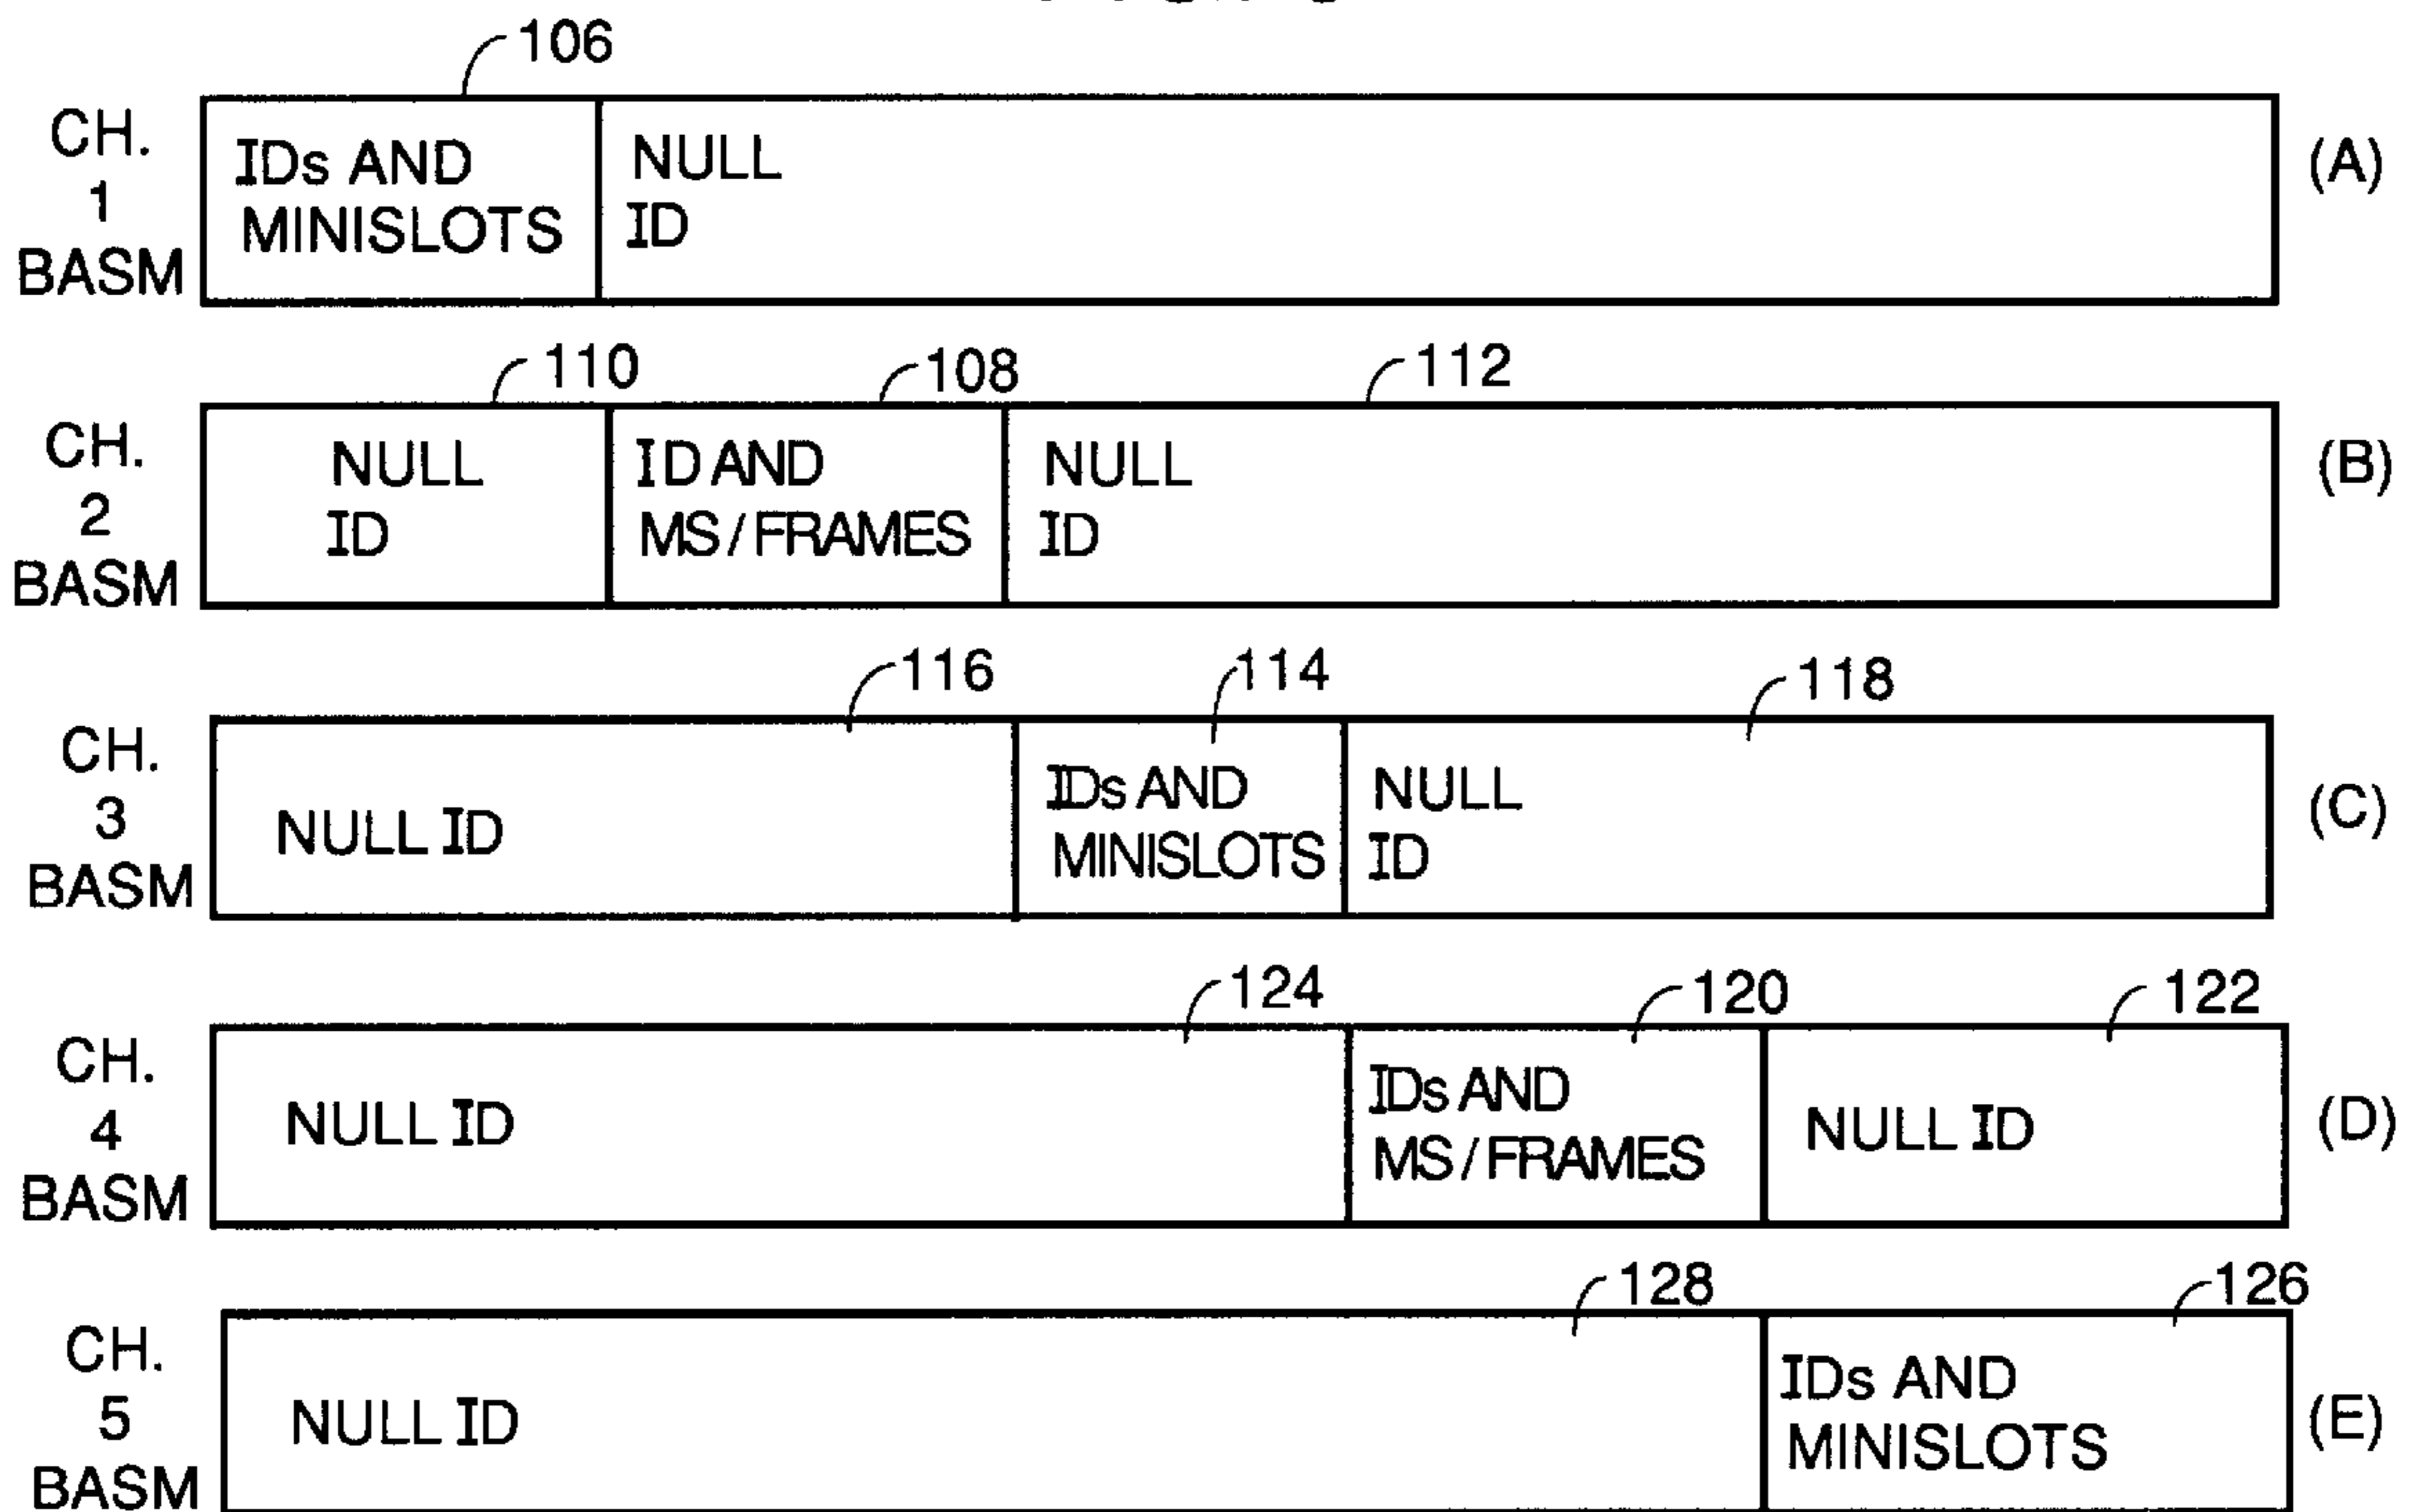 106
CH.
1
BASM
IDs AND
MINISLOTS
NULL
ID
(A)
110
108
112
CH.
2
BASM
NULL
ID
ID AND
MS / FRAMES
NULL
ID
(B)
116
114
118
CH.
3
BASM
NULL ID
IDs AND
MINISLOTS
NULL
ID
(C)
124
120
122
CH.
4
BASM
NULL ID
IDs AND
MS / FRAMES
NULL ID
(D)
128
126
CH.
5
BASM
NULL ID
IDs AND
MINISLOTS
(E)